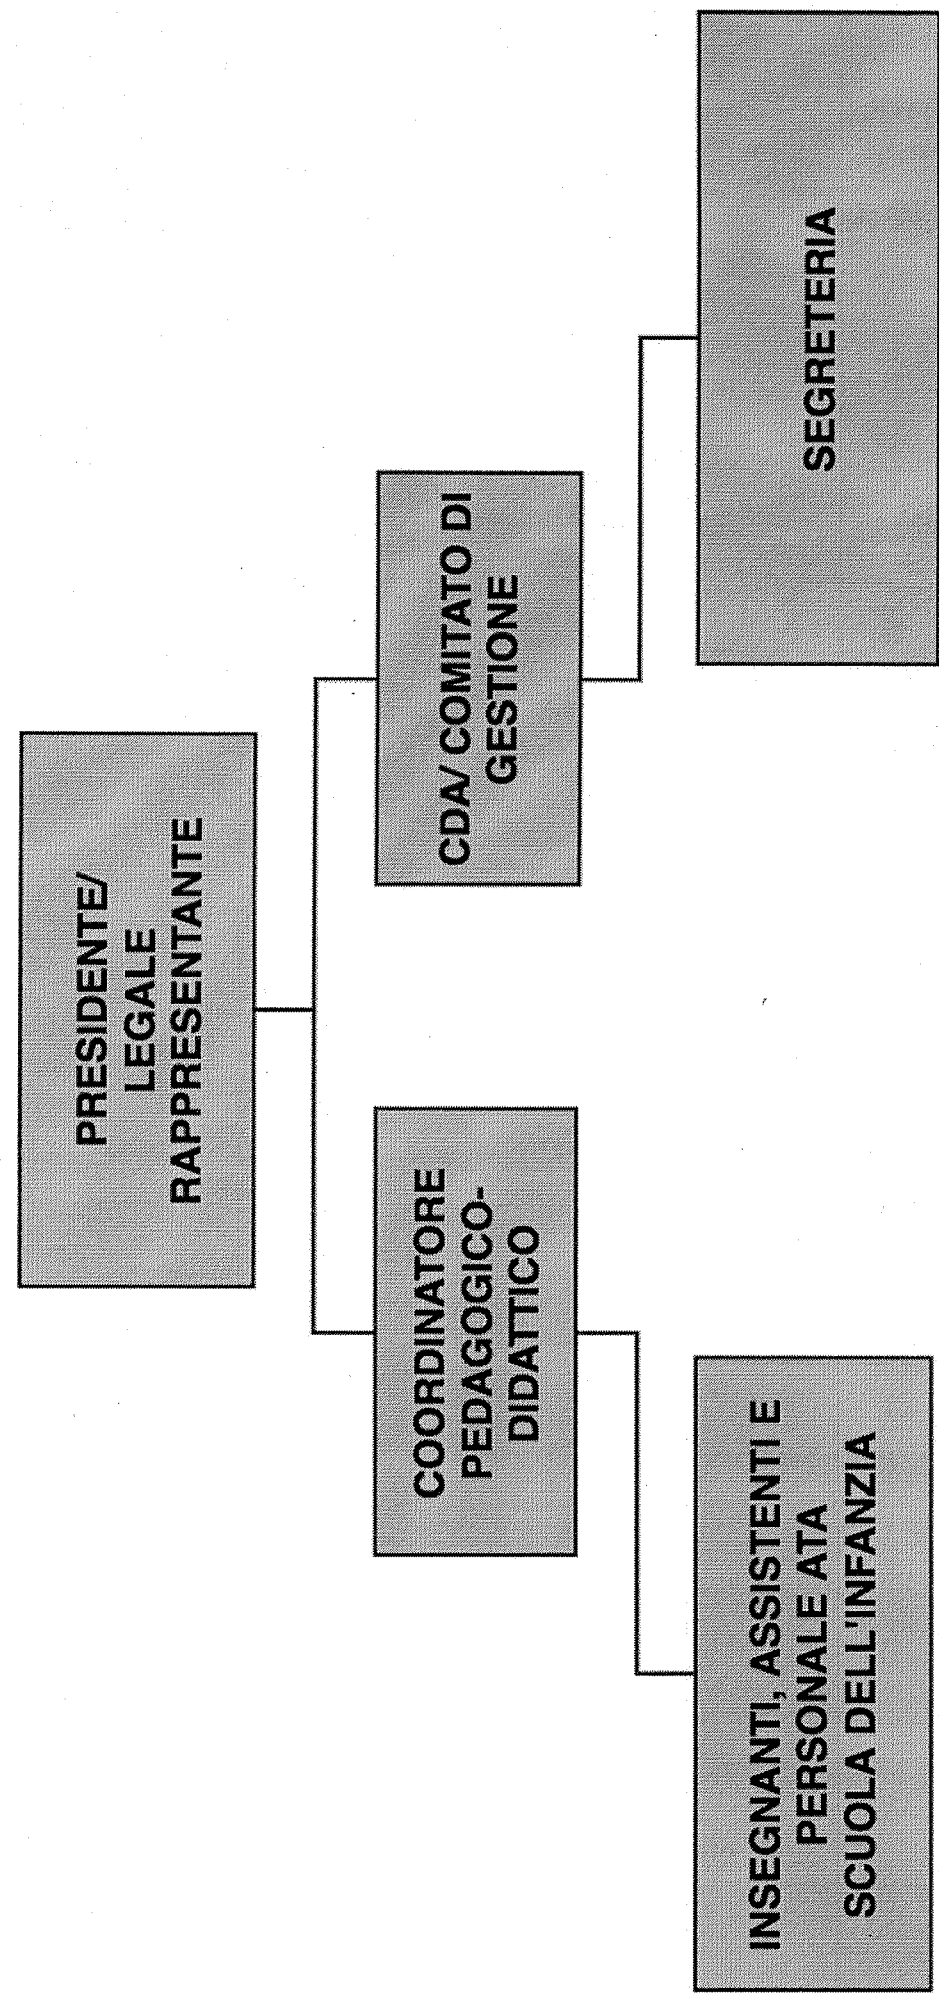 PRESIDENTE/
LEGALE
RAPPRESENTANTE
COORDINATORE
PEDAGOGICO-
DIDATTICO
CDA/ COMITATO DI
GESTIONE
INSEGNANTI, ASSISTENTI E
PERSONALE ATA
SCUOLA DELL'INFANZIA
SEGRETERIA